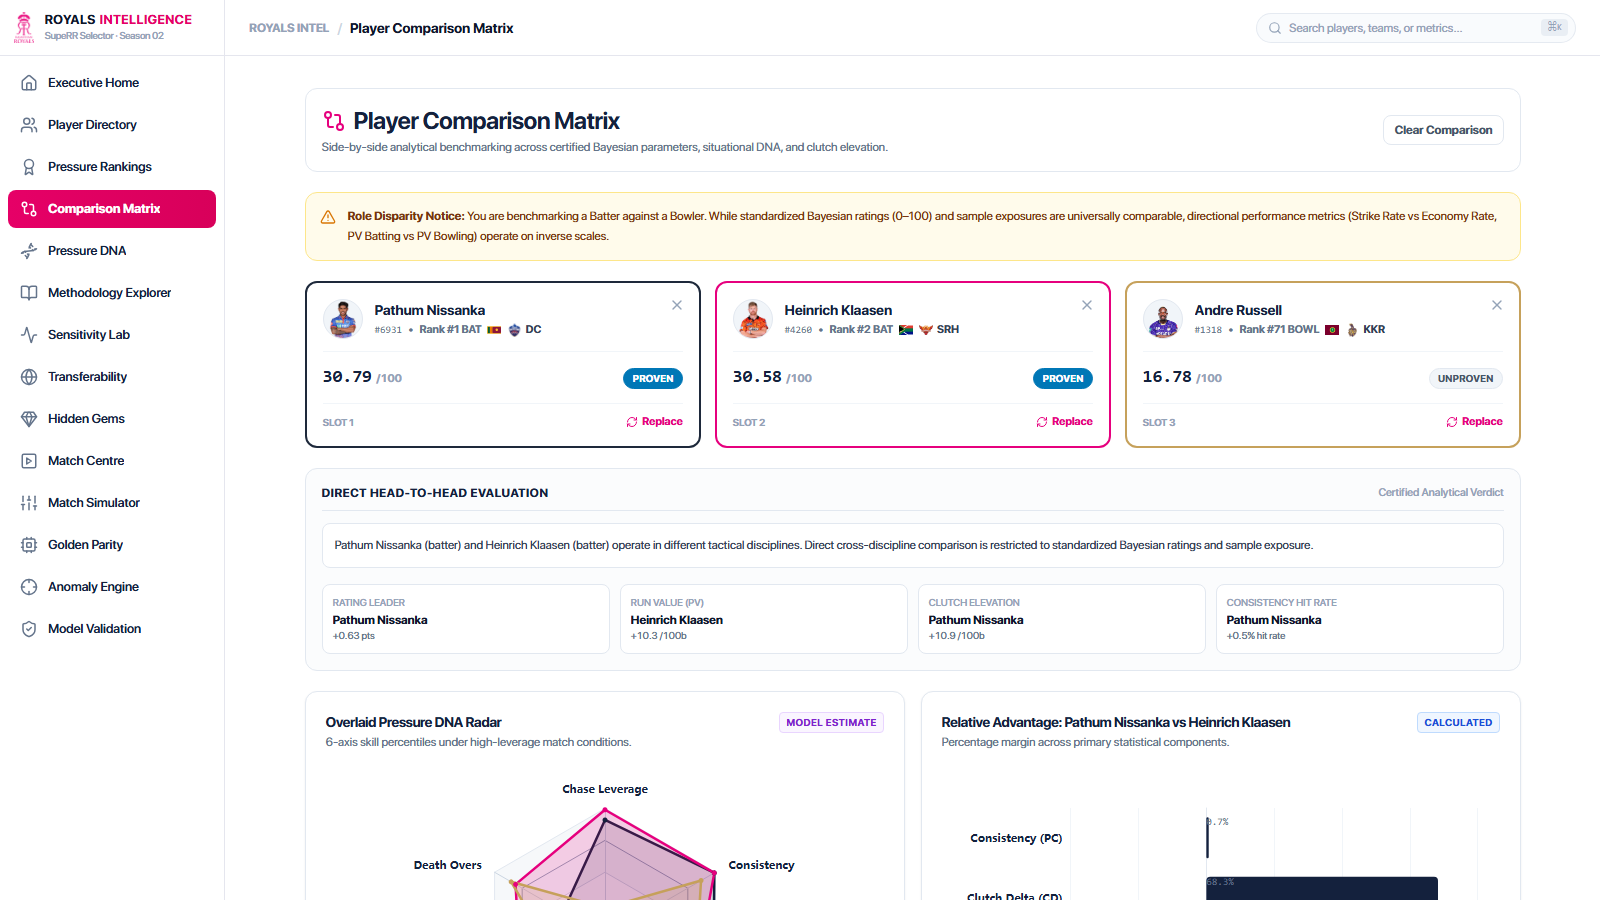 ROYALS INTELLIGENCE
SupeRR Selector · Season 02
ROYALS
ROYALS INTEL / Player Comparison Matrix
Search players, teams, or metrics...
⌘K
Executive Home
Player Directory
Pressure Rankings
Comparison Matrix
Pressure DNA
Methodology Explorer
Sensitivity Lab
Transferability
Hidden Gems
Match Centre
Match Simulator
Golden Parity
Anomaly Engine
Model Validation
Player Comparison Matrix
Side-by-side analytical benchmarking across certified Bayesian parameters, situational DNA, and clutch elevation.
Clear Comparison
Role Disparity Notice: You are benchmarking a Batter against a Bowler. While standardized Bayesian ratings (0–100) and sample exposures are universally comparable, directional performance metrics (Strike Rate vs Economy Rate,
PV Batting vs PV Bowling) operate on inverse scales.
Pathum Nissanka
#6931 • Rank #1 BAT DC
30.79 /100
PROVEN
SLOT 1
Replace
Heinrich Klaasen
#4260 • Rank #2 BAT SRH
30.58 /100
PROVEN
SLOT 2
Replace
Andre Russell
#1318 • Rank #71 BOWL KKR
16.78 /100
UNPROVEN
SLOT 3
Replace
DIRECT HEAD-TO-HEAD EVALUATION
Certified Analytical Verdict
Pathum Nissanka (batter) and Heinrich Klaasen (batter) operate in different tactical disciplines. Direct cross-discipline comparison is restricted to standardized Bayesian ratings and sample exposure.
RATING LEADER
Pathum Nissanka
+0.63 pts
RUN VALUE (PV)
Heinrich Klaasen
+10.3 /100b
CLUTCH ELEVATION
Pathum Nissanka
+10.9 /100b
CONSISTENCY HIT RATE
Pathum Nissanka
+0.5% hit rate
Overlaid Pressure DNA Radar
MODEL ESTIMATE
6-axis skill percentiles under high-leverage match conditions.
Chase Leverage
Death Overs
Consistency
Relative Advantage: Pathum Nissanka vs Heinrich Klaasen
CALCULATED
Percentage margin across primary statistical components.
0.7%
Consistency (PC)
68.3%
Clutch Delta (CD)